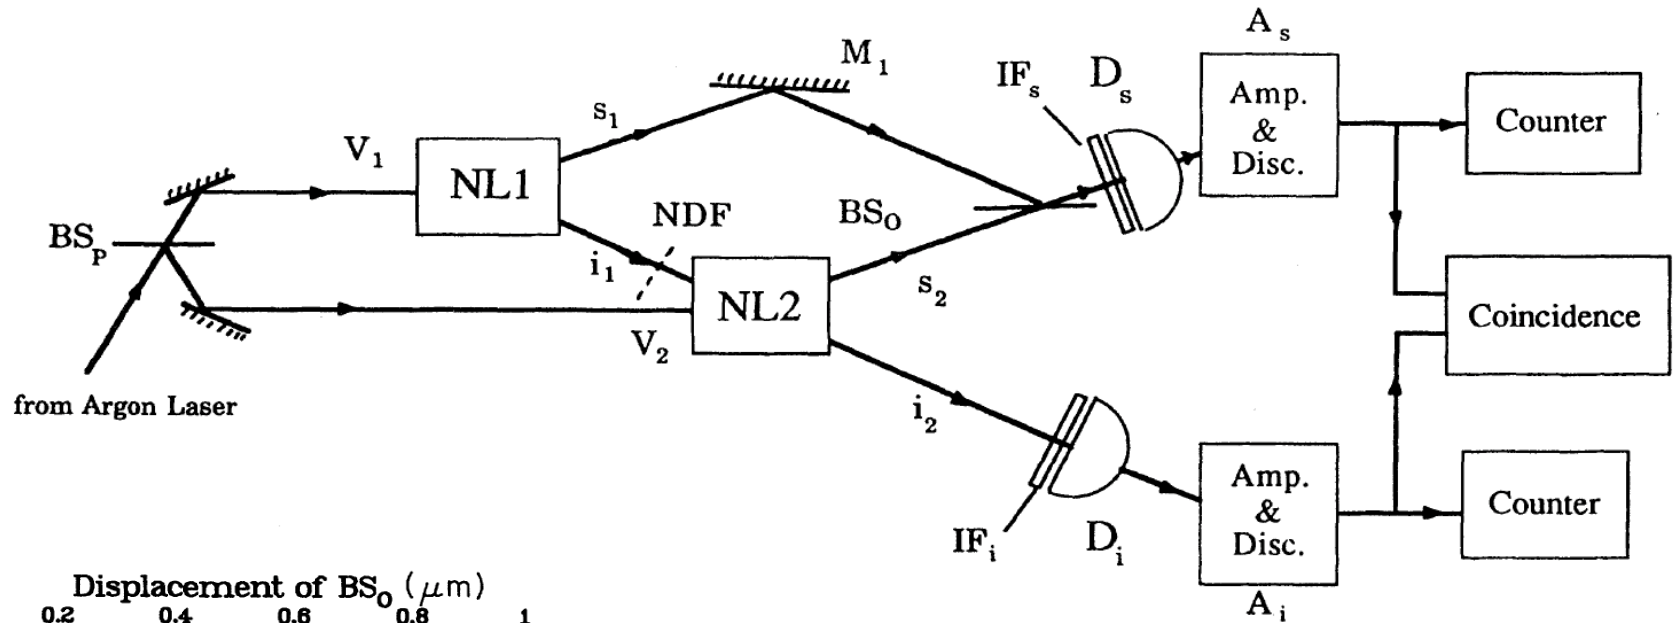 A s
M 1
IF s
D s
Amp.
&
Disc.
Counter
s 1
V 1
NL1
NDF
BS O
BS P
i 1
s 2
NL2
V 2
Coincidence
from Argon Laser
i 2
Amp.
&
Disc.
Counter
IF i
D i
A i
Displacement of BS O (μm)
0.2 0.4 0.6 0.8 1